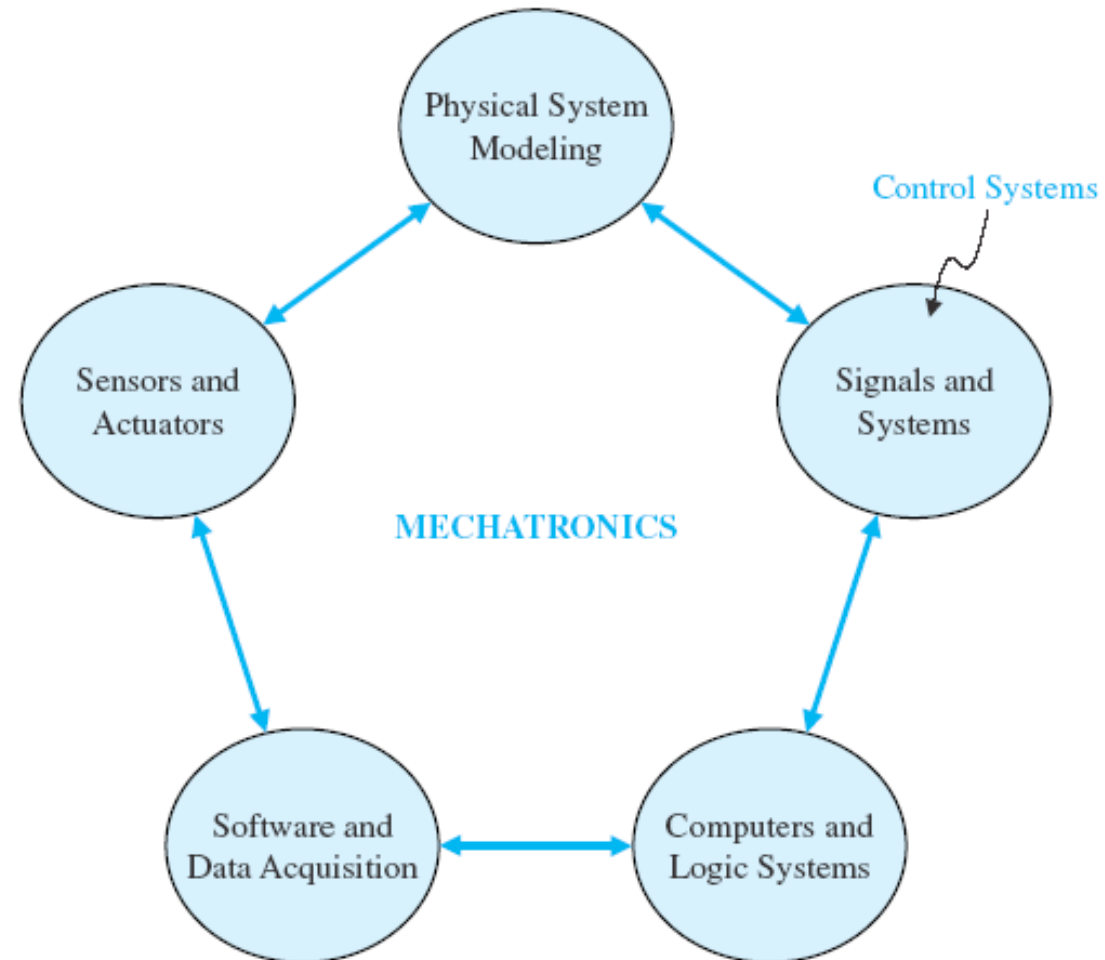 Physical System
Modeling
Control Systems
Sensors and
Actuators
Signals and
Systems
MECHATRONICS
Software and
Data Acquisition
Computers and
Logic Systems